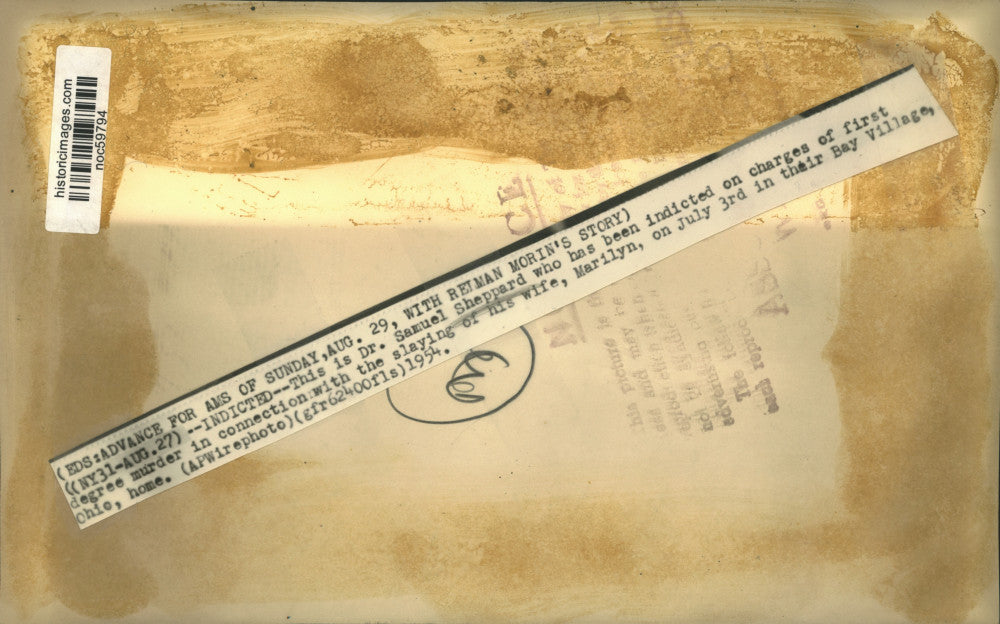 historicimages.com
noc59794
(EDS:ADVANCE FOR AMS OF SUNDAY,AUG. 29, WITH RELMAN MORIN'S STORY)
((NY31-AUG.27)--INDICTED--This is Dr. Samuel Sheppard who has been indicted on charges of first
degree murder in connection with the slaying of his wife, Marilyn, on July 3rd in their Bay Village,
Ohio, home. (APWirephoto)(gfr62400fls)1954.